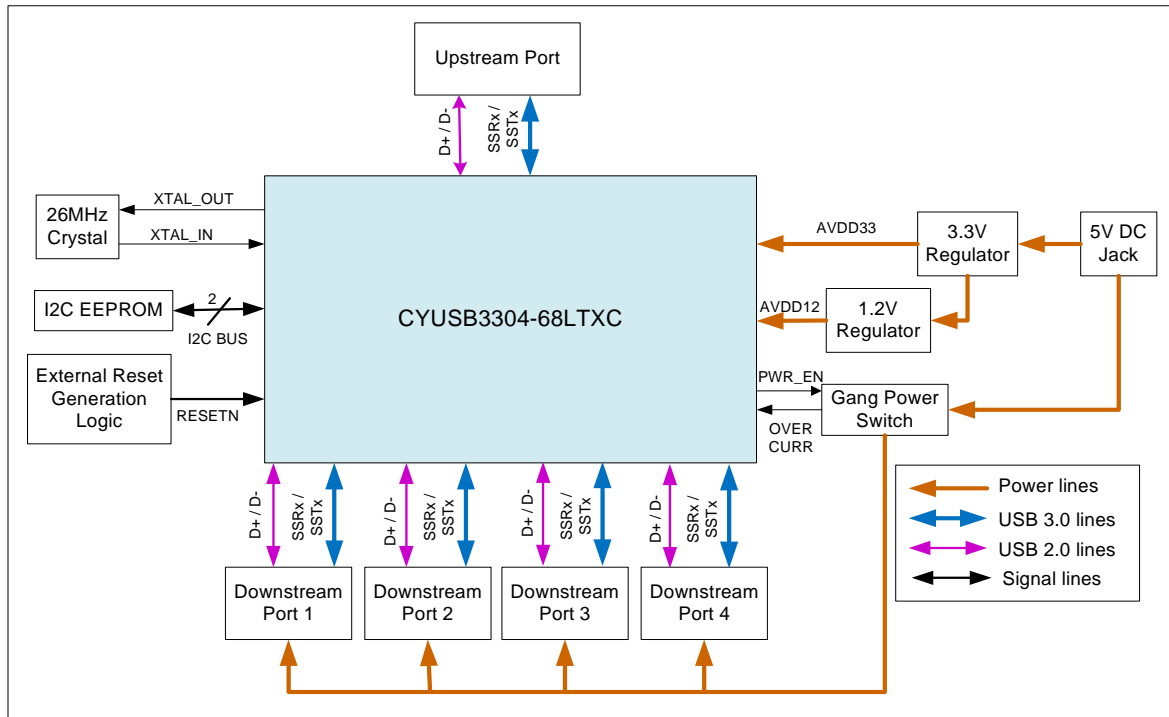 Upstream Port
D+ / D-
SSRx /
SSTx
XTAL_OUT
26MHz
Crystal
XTAL_IN
AVDD33
3.3V
Regulator
5V DC
Jack
I2C EEPROM
2
I2C BUS
CYUSB3304-68LTXC
AVDD12
1.2V
Regulator
External Reset
Generation
Logic
RESETN
PWR_EN
OVER
CURR
Gang Power
Switch
D+ / D-
SSRx /
SSTx
D+ / D-
SSRx /
SSTx
D+ / D-
SSRx /
SSTx
D+ / D-
SSRx /
SSTx
Power lines
USB 3.0 lines
USB 2.0 lines
Signal lines
Downstream
Port 1
Downstream
Port 2
Downstream
Port 3
Downstream
Port 4